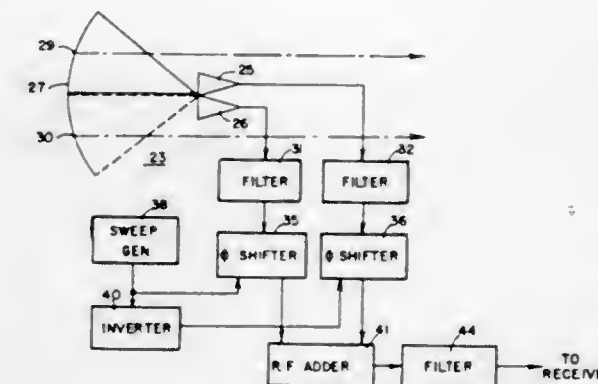 29
27
30
25
26
23
31
32
FILTER
FILTER
38
SWEEP
GEN
35
Φ SHIFTER
36
Φ SHIFTER
40
INVERTER
41
R.F ADDER
44
FILTER
TO
RECEIVE